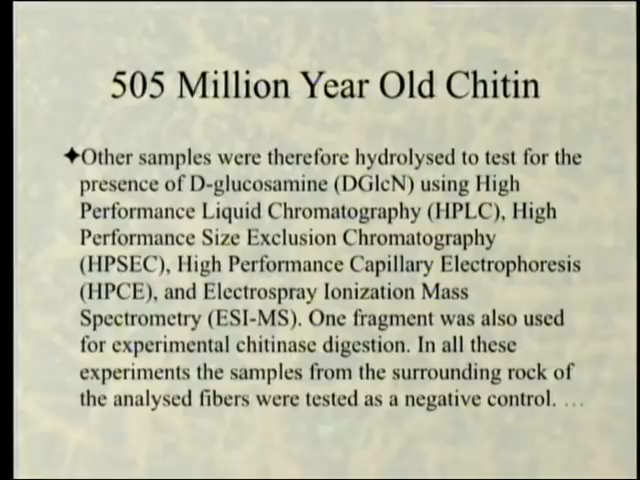 505 Million Year Old Chitin
✦Other samples were therefore hydrolysed to test for the
presence of D-glucosamine (DGlcN) using High
Performance Liquid Chromatography (HPLC), High
Performance Size Exclusion Chromatography
(HPSEC), High Performance Capillary Electrophoresis
(HPCE), and Electrospray Ionization Mass
Spectrometry (ESI-MS). One fragment was also used
for experimental chitinase digestion. In all these
experiments the samples from the surrounding rock of
the analysed fibers were tested as a negative control. …